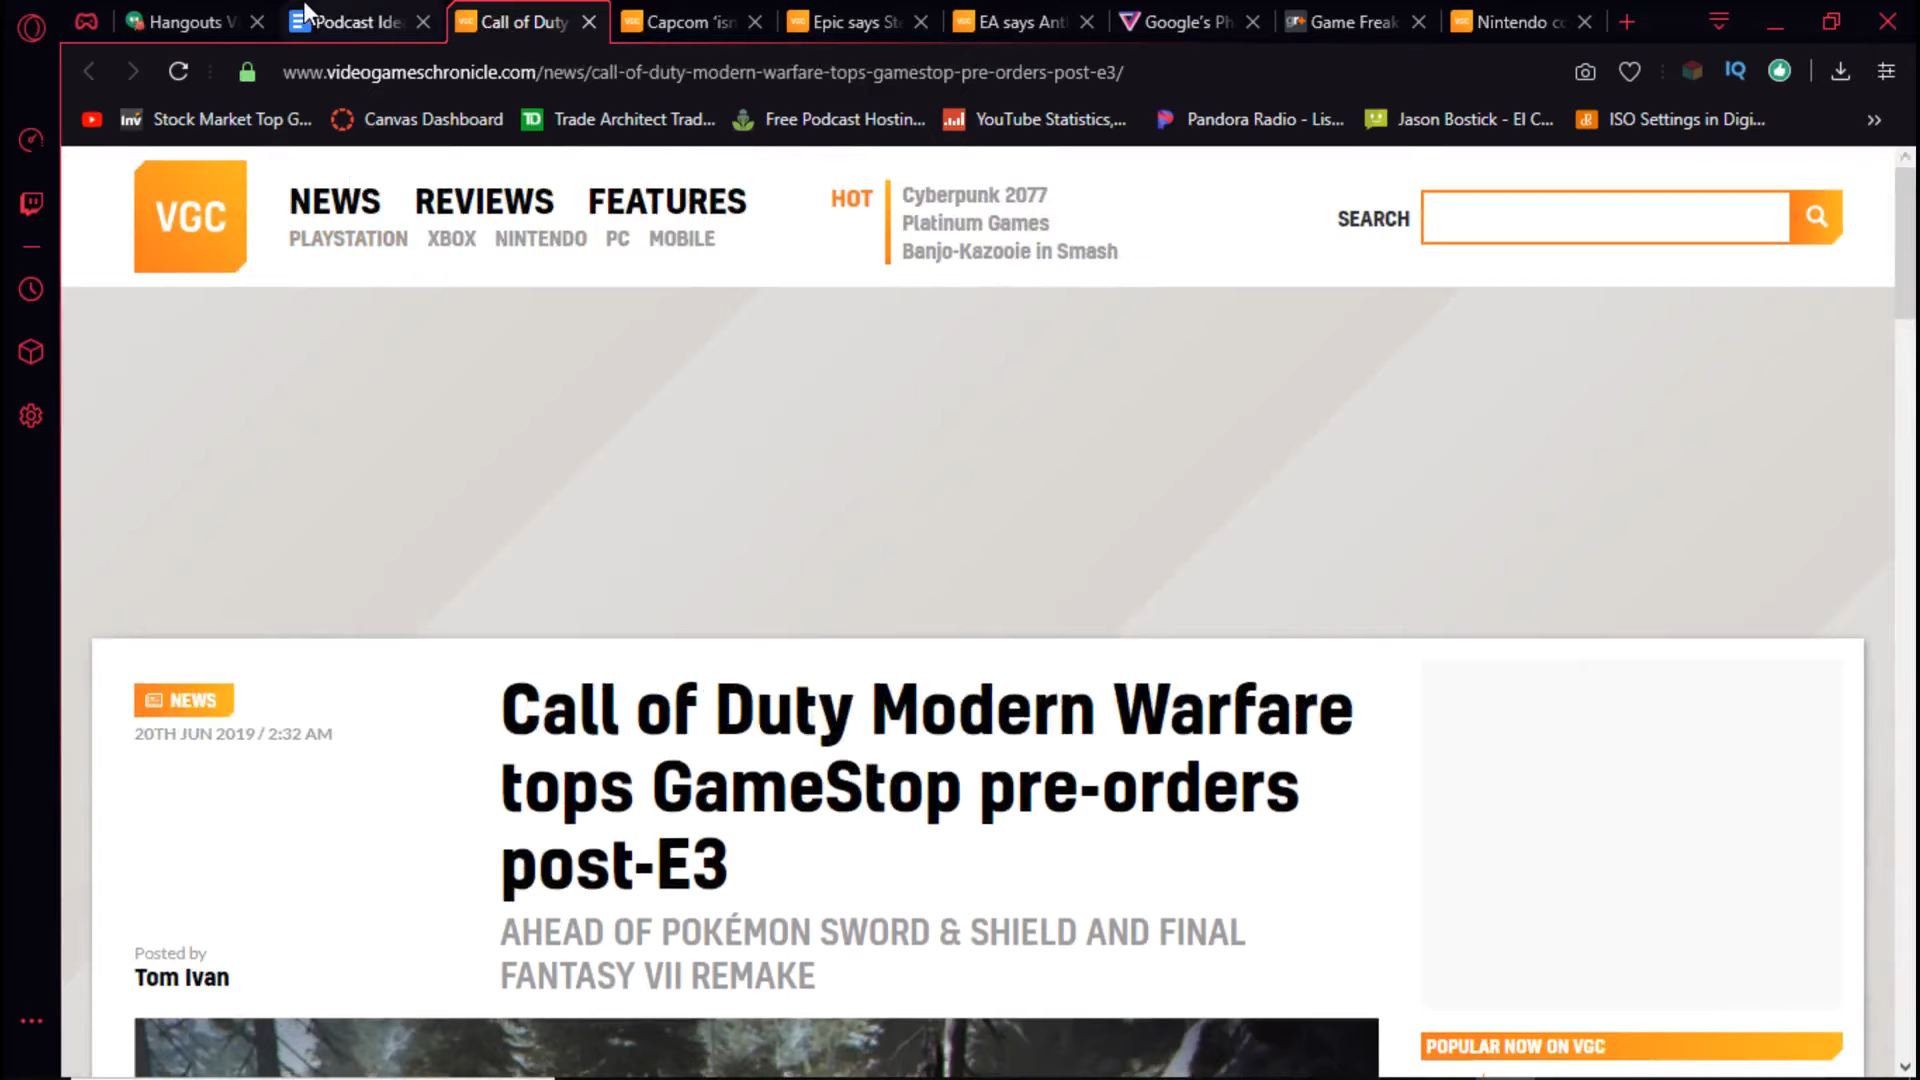 Hangouts V
Podcast Ide
Call of Duty
Capcom 'isn
Epic says Ste
EA says Ant
Google's Ph
Game Freak
Nintendo co
www.videogameschronicle.com/news/call-of-duty-modern-warfare-tops-gamestop-pre-orders-post-e3/
IQ
Inv Stock Market Top G...
Canvas Dashboard
TD Trade Architect Trad...
Free Podcast Hostin...
YouTube Statistics,...
Pandora Radio - Lis...
Jason Bostick - El C...
ISO Settings in Digi...
VGC
NEWS REVIEWS FEATURES
PLAYSTATION XBOX NINTENDO PC MOBILE
HOT
Cyberpunk 2077
Platinum Games
Banjo-Kazooie in Smash
SEARCH
NEWS
20TH JUN 2019 / 2:32 AM
Call of Duty Modern Warfare
tops GameStop pre-orders
post-E3
AHEAD OF POKÉMON SWORD & SHIELD AND FINAL
FANTASY VII REMAKE
Posted by
Tom Ivan
POPULAR NOW ON VGC